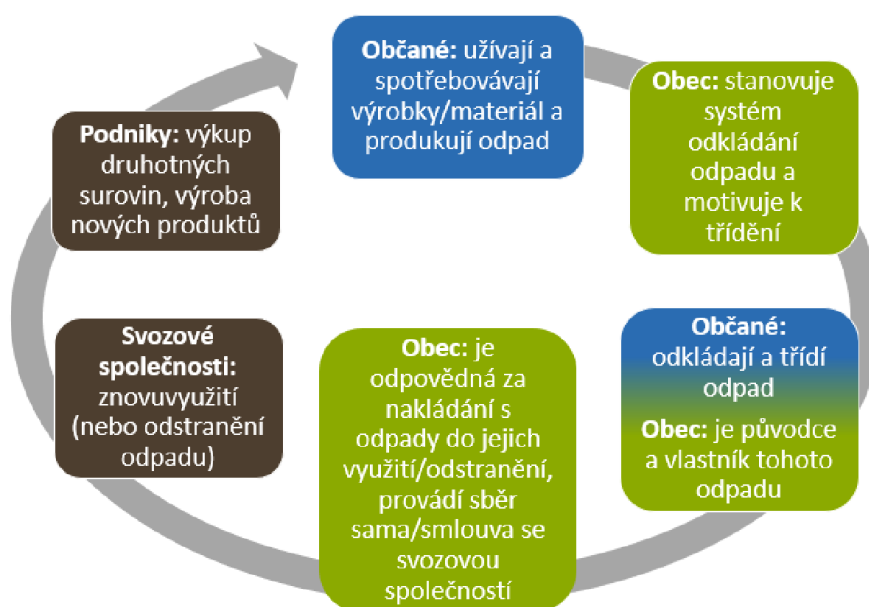 Občané: užívají a
spotřebovávají
výrobky/materiál a
produkují odpad
Obec: stanovuje
systém
odkládání
odpadu a
motivuje k
třídění
Občané:
odkládají a třídí
odpad
Obec: je původce
a vlastník tohoto
odpadu
Obec: je
odpovědná za
nakládání s
odpady do jejich
využití/odstranění,
provádí sběr
sama/smlouva se
svozovou
společností
Svozové
společnosti:
znovuvyužití
(nebo odstranění
odpadu)
Podniky: výkup
druhotných
surovin, výroba
nových produktů